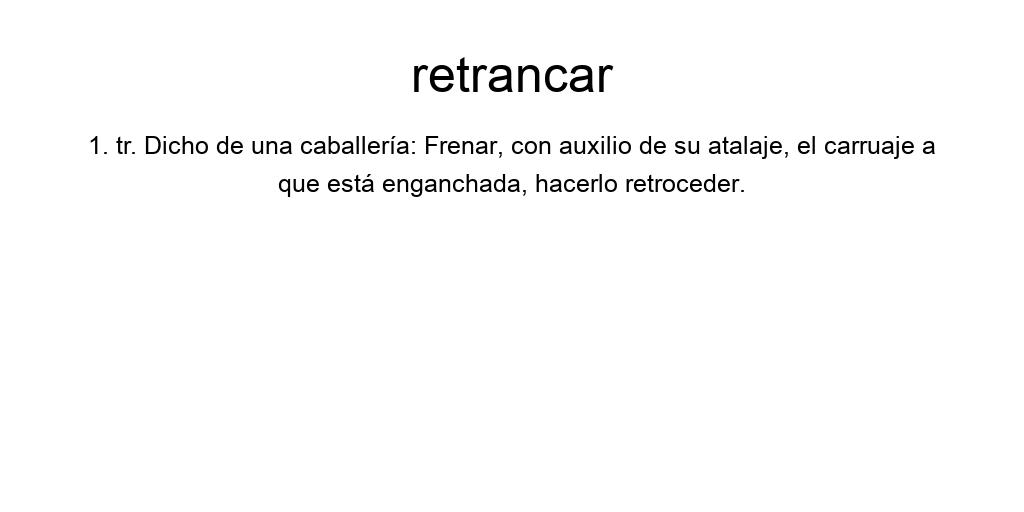 retrancar
1. tr. Dicho de una caballería: Frenar, con auxilio de su atalaje, el carruaje a
que está enganchada, hacerlo retroceder.